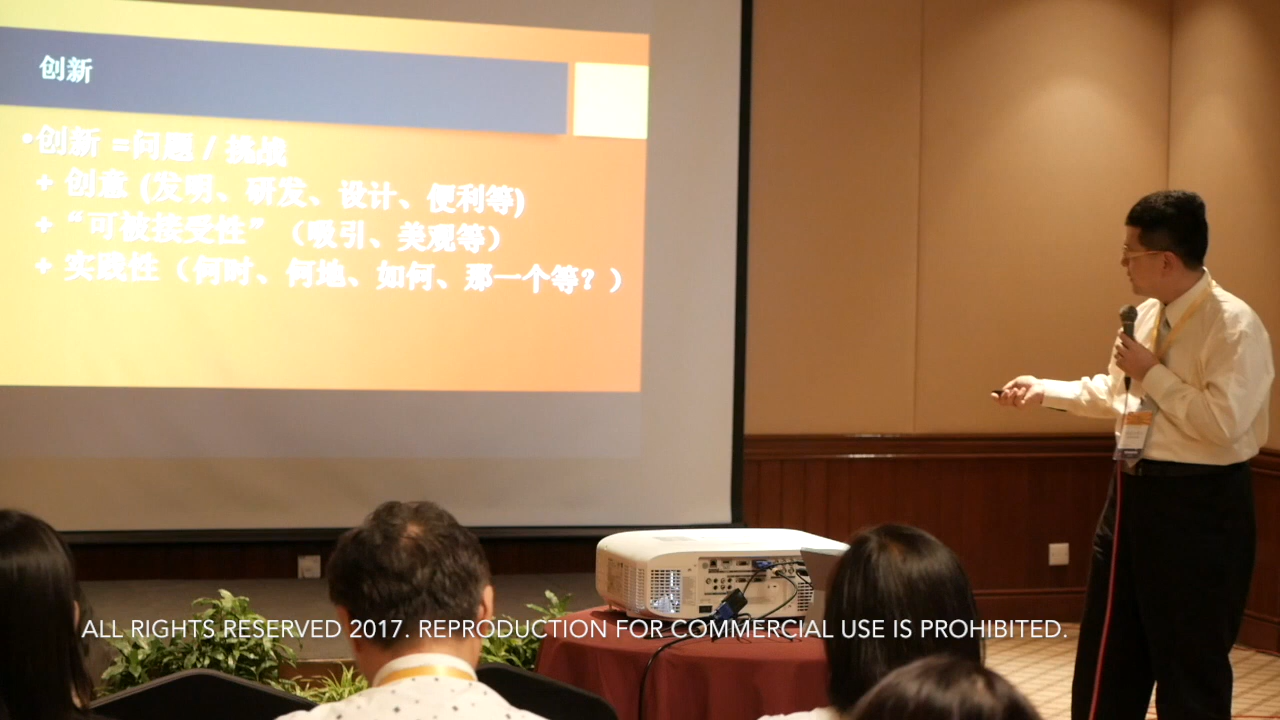 创新
•创新 =问题 / 挑战
+ 创意 (发明、研发、设计、便利等)
+ “可被接受性” （吸引、美观等）
+ 实践性（何时、何地、如何、那一个等？）
ALL RIGHTS RESERVED 2017. REPRODUCTION FOR COMMERCIAL USE IS PROHIBITED.